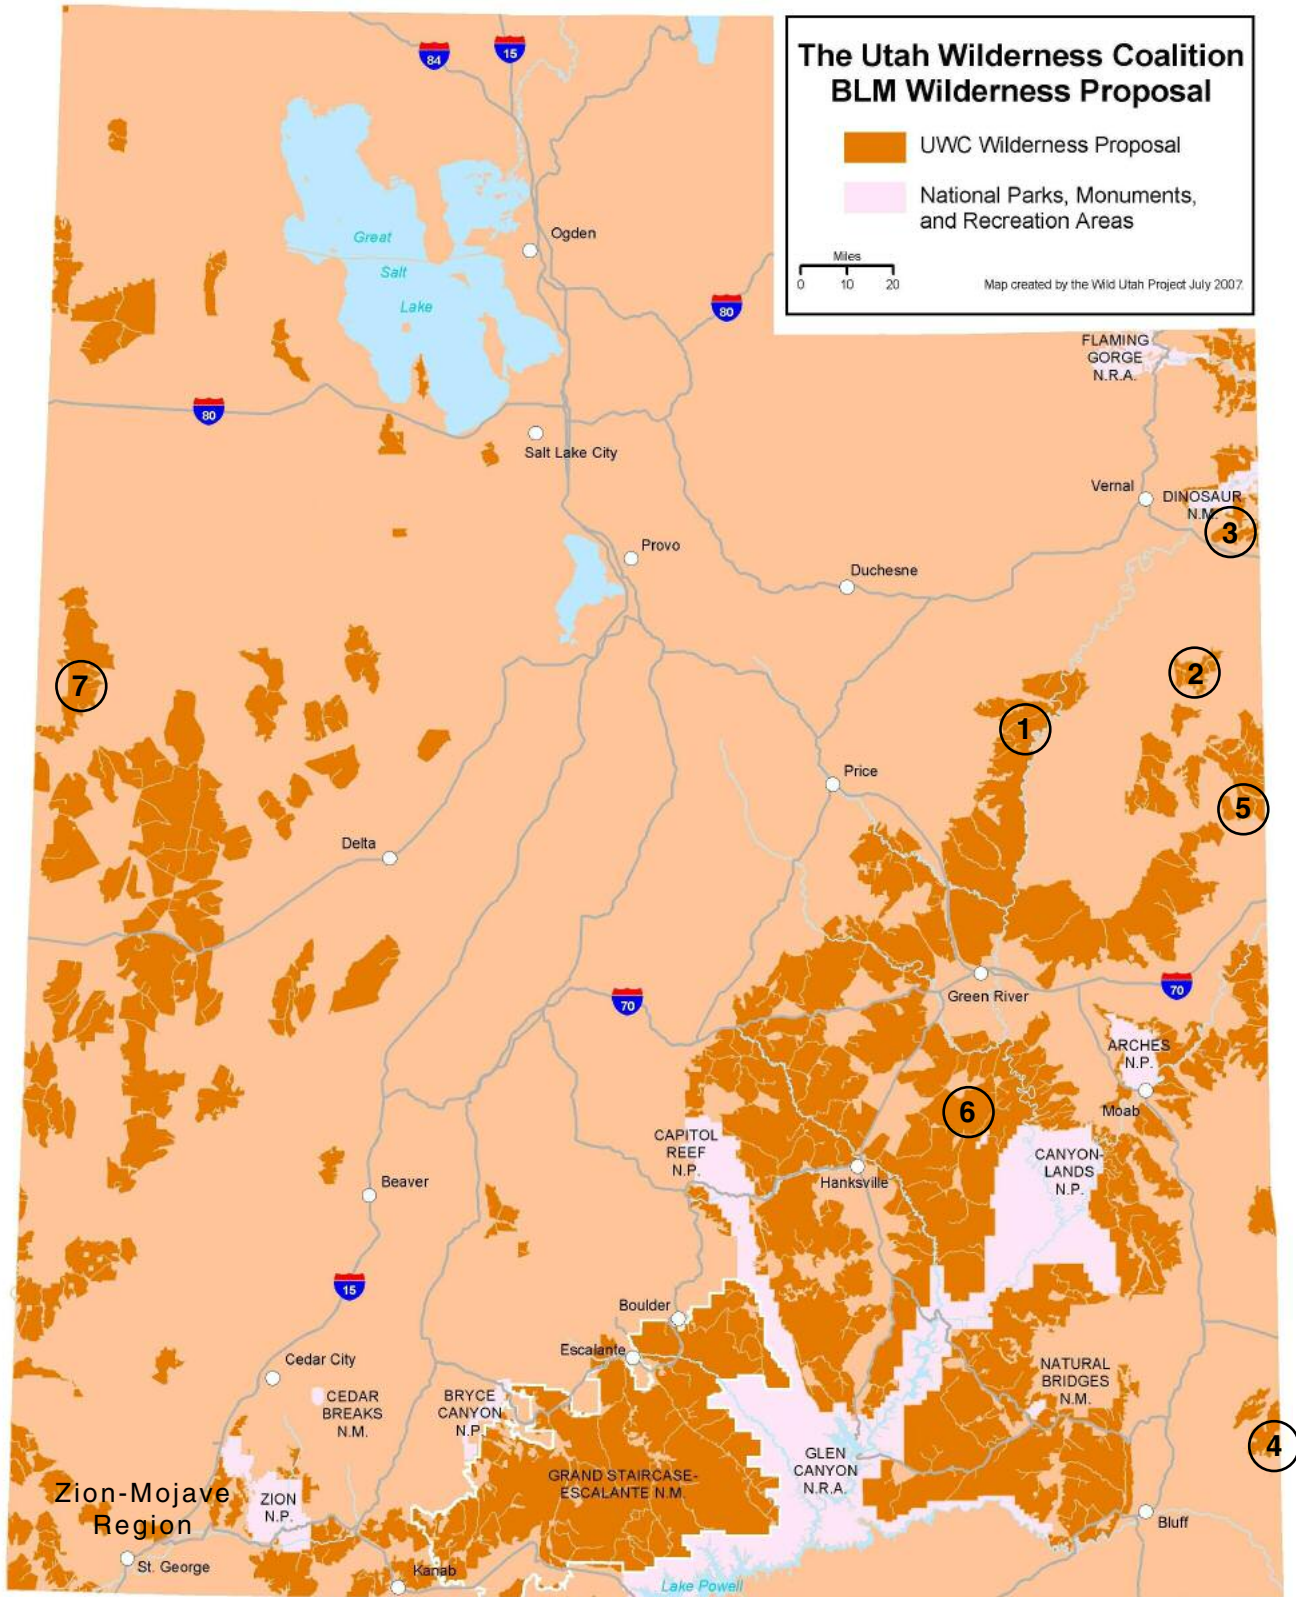 The Utah Wilderness Coalition
BLM Wilderness Proposal
UWC Wilderness Proposal
National Parks, Monuments,
and Recreation Areas
Miles
0 10 20
Map created by the Wild Utah Project July 2007.
84
15
Great
Salt
Lake
Ogden
80
FLAMING
GORGE
N.R.A.
80
Salt Lake City
Vernal
DINOSAUR
N.M.
3
Provo
Duchesne
7
2
1
Price
5
Delta
Green River
70
70
ARCHES
N.P.
Moab
6
CAPITOL
REEF
N.P.
CANYON-
LANDS
N.P.
Hanksville
Beaver
15
Boulder
Escalante
Cedar City
CEDAR
BREAKS
N.M.
BRYCE
CANYON
N.P.
NATURAL
BRIDGES
N.M.
4
GLEN
CANYON
N.R.A.
GRAND STAIRCASE-
ESCALANTE N.M.
Zion-Mojave
Region
ZION
N.P.
Bluff
St. George
Kanab
Lake Powell